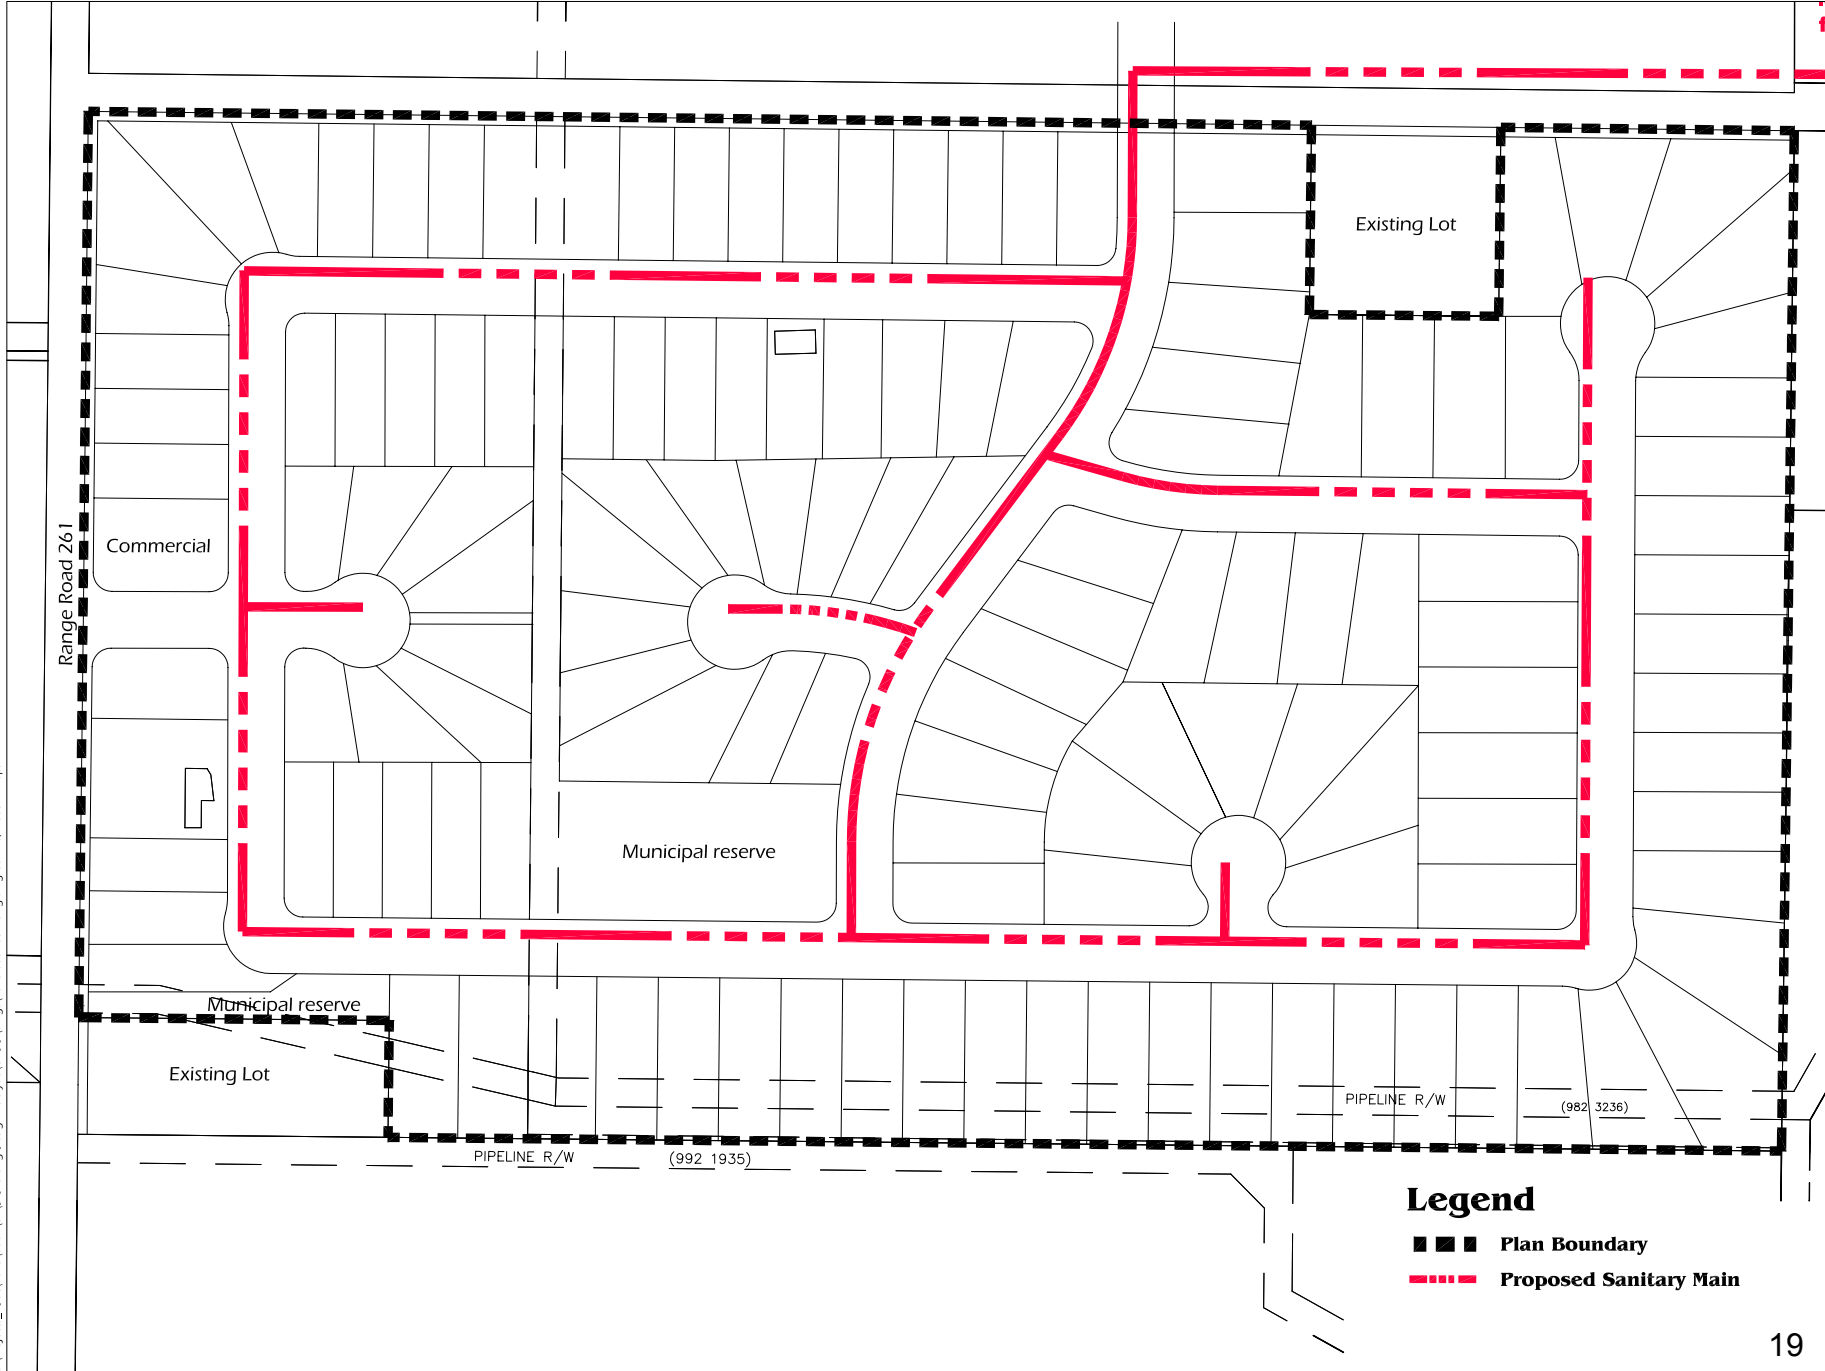 Existing Lot
Commercial
Range Road 261
Municipal reserve
Municipal reserve
Existing Lot
PIPELINE R/W
(982 3236)
PIPELINE R/W
(992 1935)
Legend
Plan Boundary
Proposed Sanitary Main
19